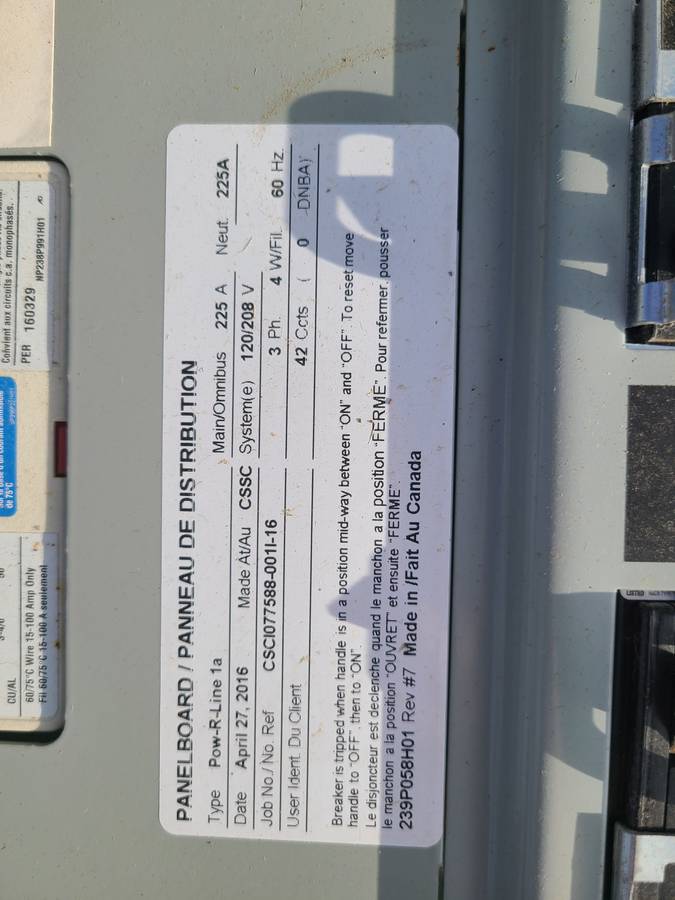 Convient aux circuits c.a. monophasés.
PER 160329 NP238P991H01
de 75°C
CU/AL
60/75°C Wire 15-100 Amp Only
Fil 60/75°C 15-100 A seulement
PANELBOARD / PANNEAU DE DISTRIBUTION
Type Pow-R-Line 1a Main/Omnibus 225 A Neut. 225A
Date April 27, 2016 Made At/Au CSSC System(e) 120/208 V
Job No./ No. Ref CSCI077588-001I-16 3 Ph. 4 W/Fil. 60 Hz.
User Ident. Du Client 42 Ccts ( 0 DNBA)
Breaker is tripped when handle is in a position mid-way between "ON" and "OFF". To reset move
handle to "OFF", then to "ON"
Le disjoncteur est declenche quand le manchon a la position "FERME". Pour refermer, pousser
le manchon a la position "OUVRET" et ensuite "FERME"
239P058H01 Rev #7 Made in /Fait Au Canada
LISTED